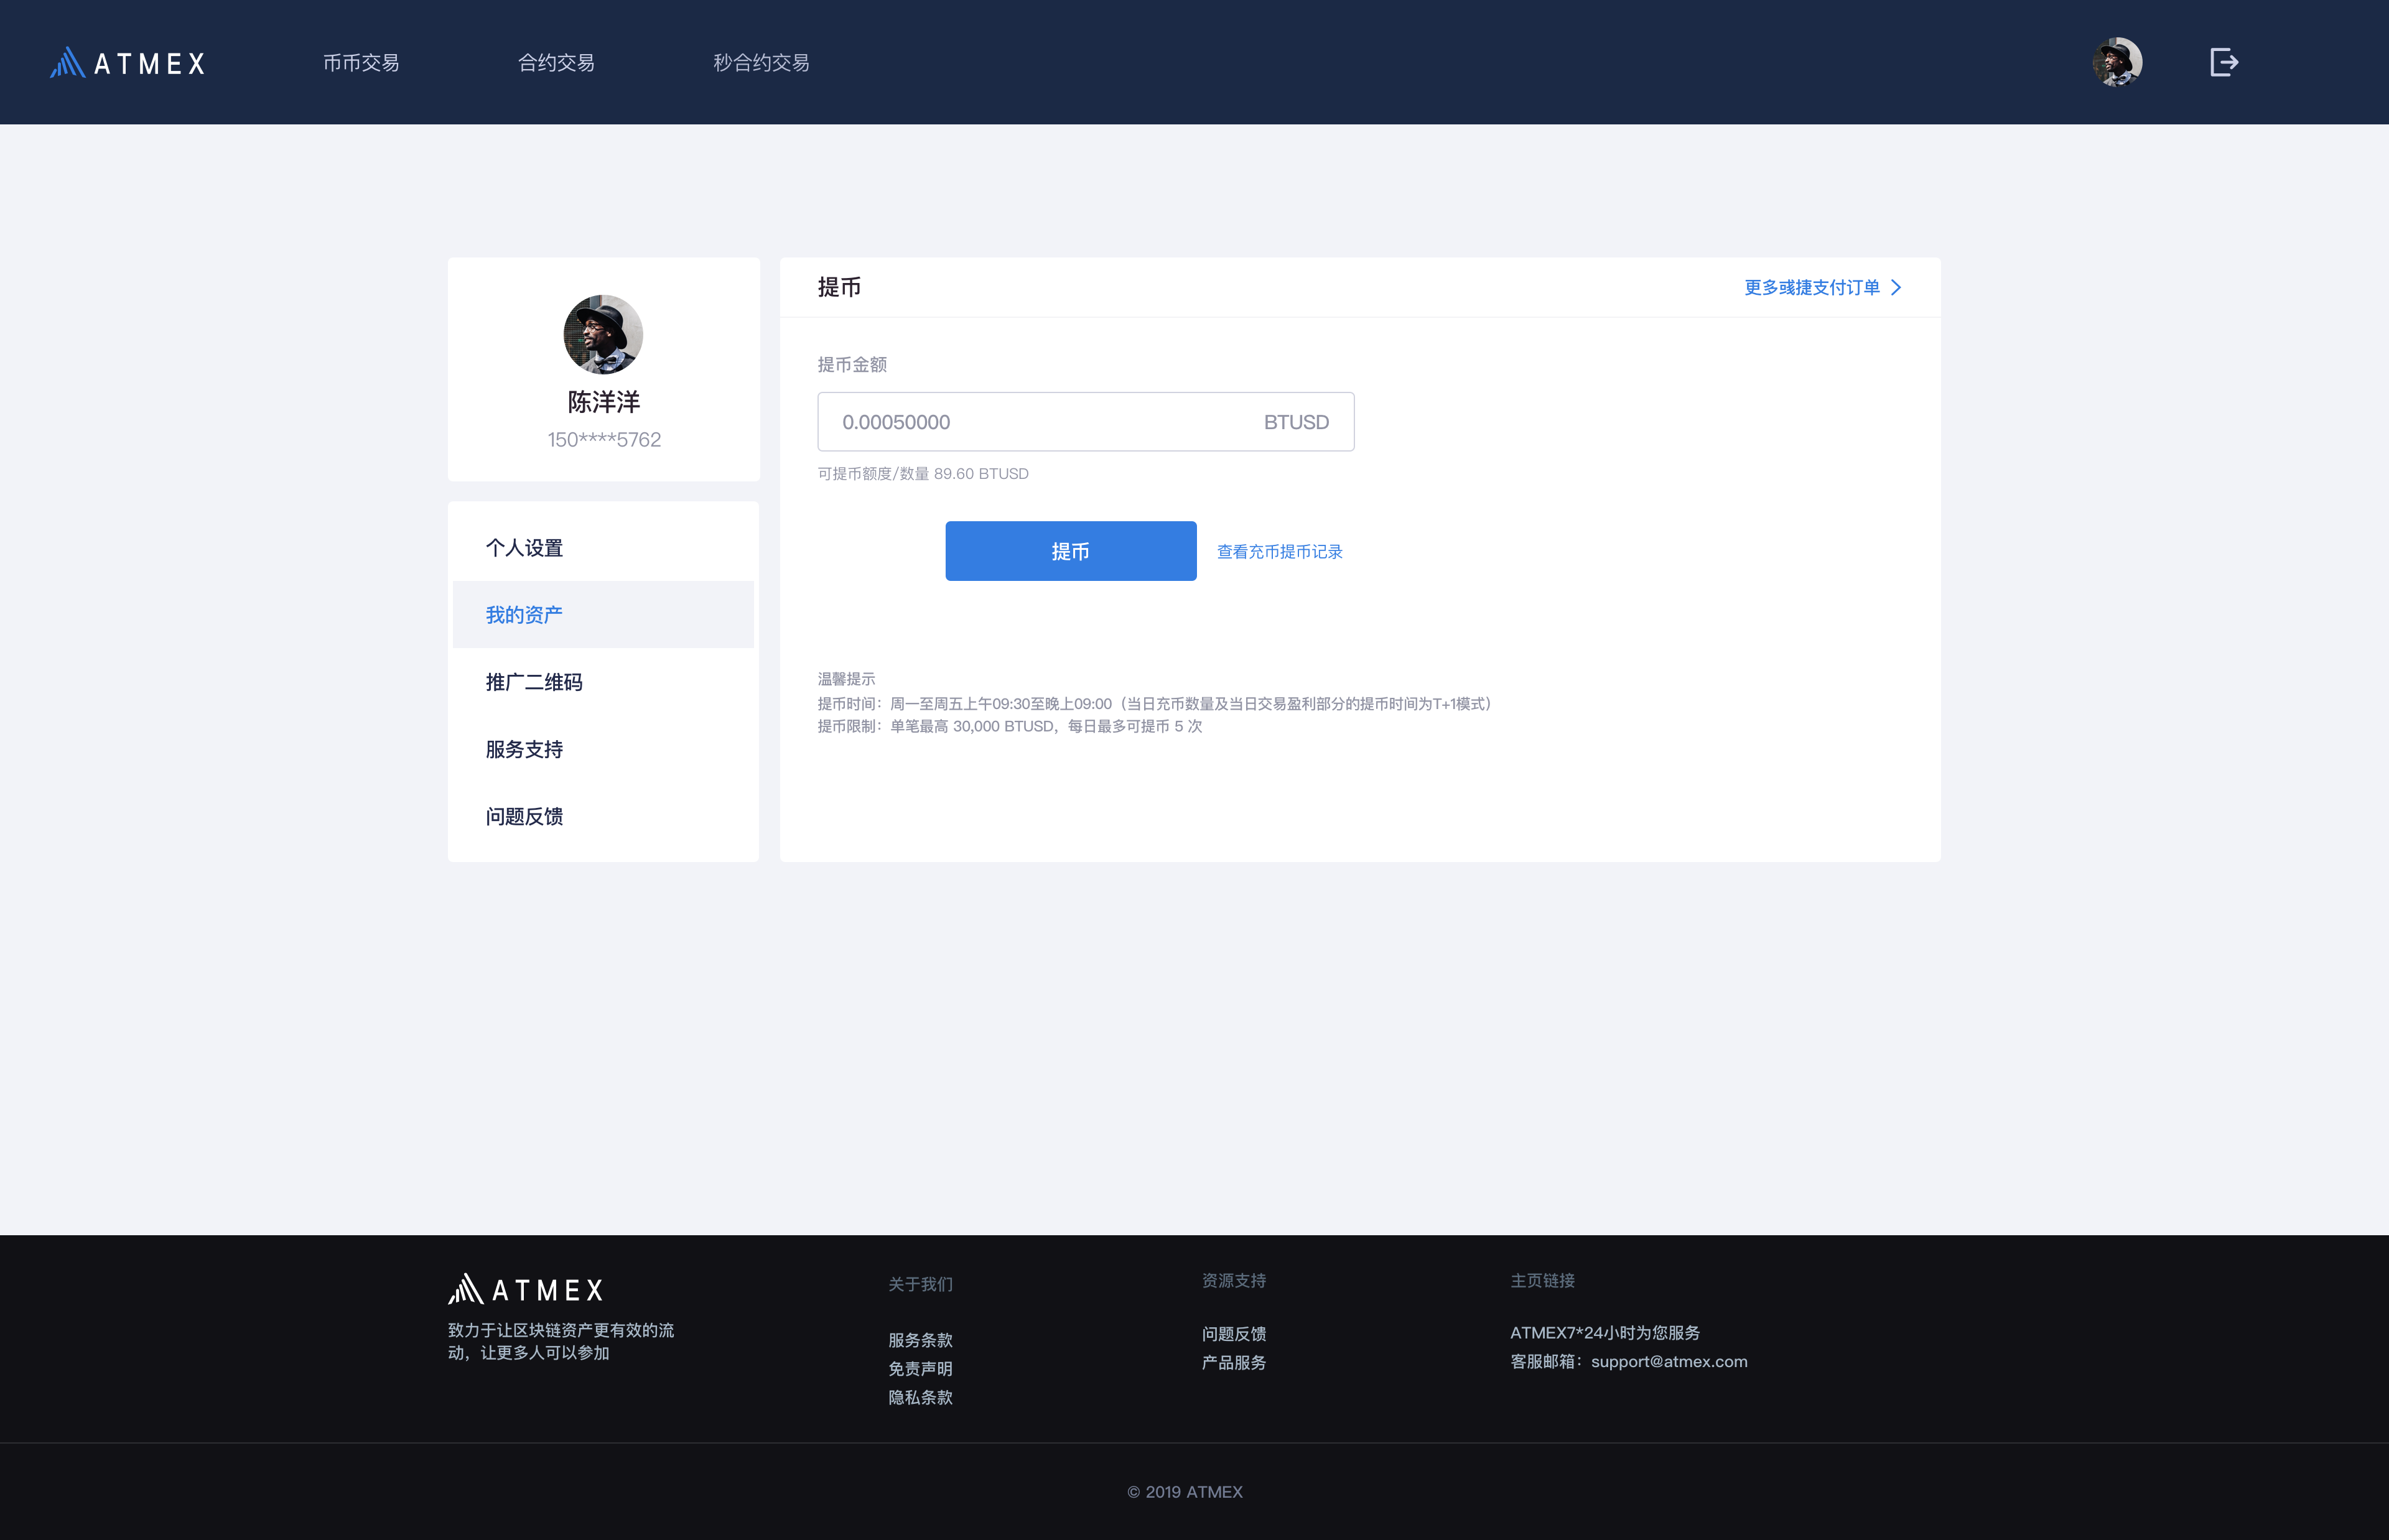 ATMEX
币币交易
合约交易
秒合约交易
陈洋洋
150****5762
个人设置
我的资产
推广二维码
服务支持
问题反馈
提币
更多彧捷支付订单
提币金额
0.00050000 BTUSD
可提币额度/数量 89.60 BTUSD
提币
查看充币提币记录
温馨提示
提币时间：周一至周五上午09:30至晚上09:00（当日充币数量及当日交易盈利部分的提币时间为T+1模式）
提币限制：单笔最高 30,000 BTUSD，每日最多可提币 5 次
ATMEX
致力于让区块链资产更有效的流
动，让更多人可以参加
关于我们
服务条款
免责声明
隐私条款
资源支持
问题反馈
产品服务
主页链接
ATMEX7*24小时为您服务
客服邮箱：support@atmex.com
© 2019 ATMEX